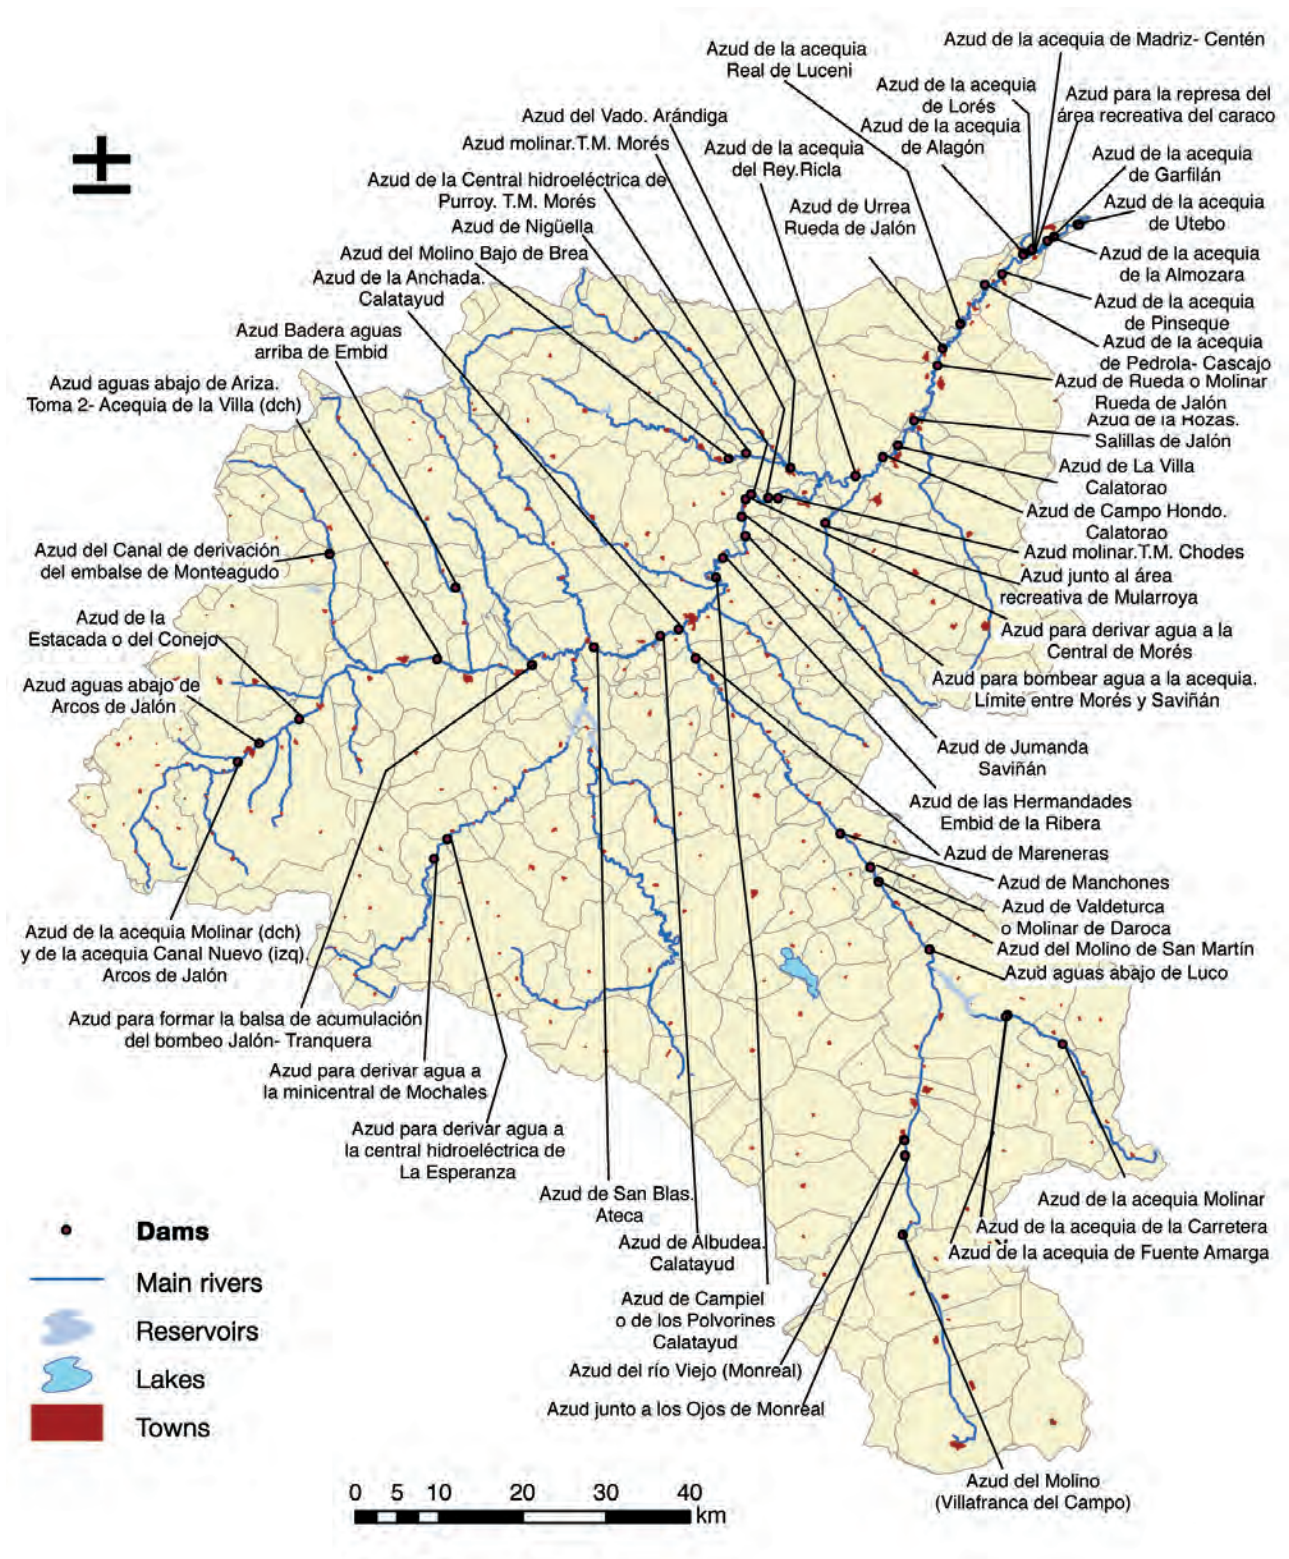 Azud de la acequia
Real de Luceni
Azud de la acequia de Madriz- Centén
Azud de la acequia
de Lorés
Azud para la represa del
área recreativa del caraco
Azud del Vado. Arándiga
Azud de la acequia
de Alagón
Azud molinar.T.M. Morés
Azud de la acequia
del Rey.Ricla
Azud de la acequia
de Garfilán
Azud de la Central hidroeléctrica de
Purroy. T.M. Morés
Azud de Urrea
Rueda de Jalón
Azud de la acequia
de Utebo
Azud de Nigüella
Azud del Molino Bajo de Brea
Azud de la acequia
de la Almozara
Azud de la Anchada.
Calatayud
Azud de la acequia
de Pinseque
Azud Badera aguas
arriba de Embid
Azud de la acequia
de Pedrola- Cascajo
Azud aguas abajo de Ariza.
Toma 2- Acequia de la Villa (dch)
Azud de Rueda o Molinar
Rueda de Jalón
Azud de la Rozas.
Salillas de Jalón
Azud de La Villa
Calatorao
Azud de Campo Hondo.
Calatorao
Azud del Canal de derivación
del embalse de Monteagudo
Azud molinar.T.M. Chodes
Azud junto al área
recreativa de Mularroya
Azud de la
Estacada o del Conejo
Azud para derivar agua a la
Central de Morés
Azud aguas abajo de
Arcos de Jalón
Azud para bombear agua a la acequia.
Límite entre Morés y Saviñán
Azud de Jumanda
Saviñán
Azud de las Hermandades
Embid de la Ribera
Azud de Mareneras
Azud de Manchones
Azud de Valdeturca
o Molinar de Daroca
Azud de la acequia Molinar (dch)
y de la acequia Canal Nuevo (izq).
Arcos de Jalón
Azud del Molino de San Martín
Azud aguas abajo de Luco
Azud para formar la balsa de acumulación
del bombeo Jalón- Tranquera
Azud para derivar agua a
la minicentral de Mochales
Azud para derivar agua a
la central hidroeléctrica de
La Esperanza
Azud de San Blas.
Ateca
Azud de la acequia Molinar
Azud de la acequia de la Carretera
Azud de la acequia de Fuente Amarga
Azud de Albudea.
Calatayud
Azud de Campiel
o de los Polvorines
Calatayud
Azud del río Viejo (Monreal)
Azud junto a los Ojos de Monreal
Azud del Molino
(Villafranca del Campo)
Dams
Main rivers
Reservoirs
Lakes
Towns
0 5 10 20 30 40
km